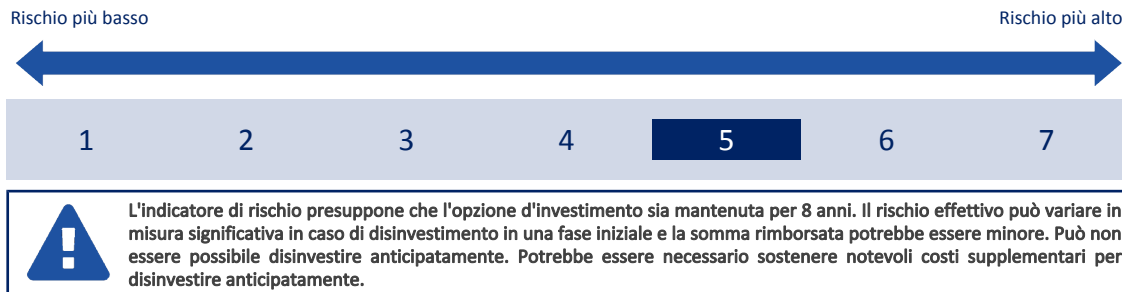 Rischio più basso
Rischio più alto
1 2 3 4 5 6 7
L'indicatore di rischio presuppone che l'opzione d'investimento sia mantenuta per 8 anni. Il rischio effettivo può variare in
misura significativa in caso di disinvestimento in una fase iniziale e la somma rimborsata potrebbe essere minore. Può non
essere possibile disinvestire anticipatamente. Potrebbe essere necessario sostenere notevoli costi supplementari per
disinvestire anticipatamente.